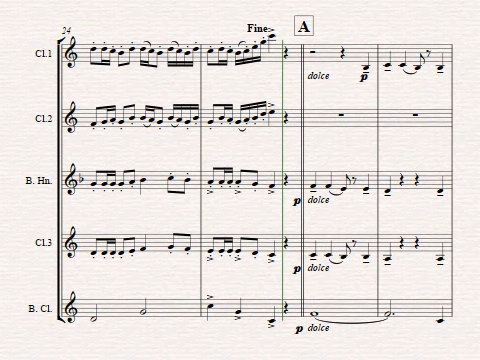 24
Fine
A
Cl.1
dolce
p
Cl.2
B. Hn.
p dolce
Cl.3
p dolce
B. Cl.
p dolce